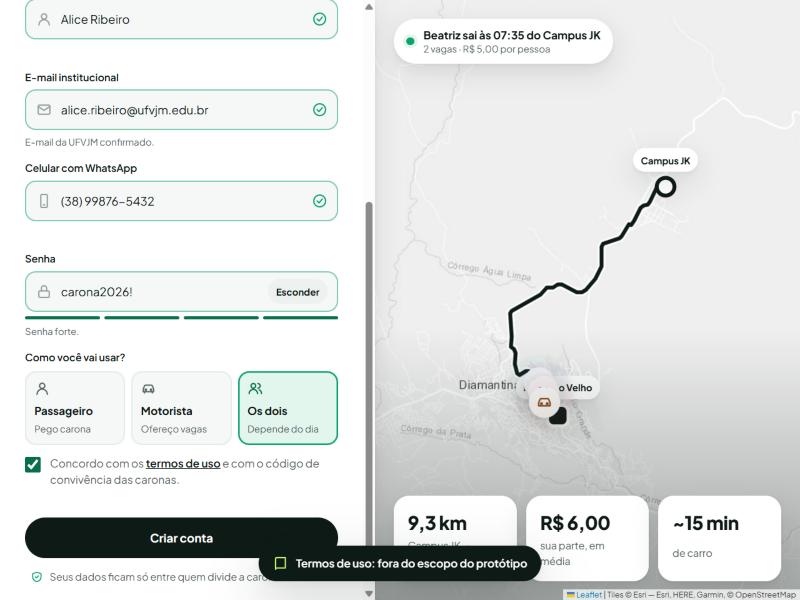 Alice Ribeiro
E-mail institucional
alice.ribeiro@ufvjm.edu.br
E-mail da UFVJM confirmado.
Celular com WhatsApp
(38) 99876-5432
Senha
carona2026!
Esconder
Senha forte.
Como você vai usar?
Passageiro
Pego carona
Motorista
Ofereço vagas
Os dois
Depende do dia
Concordo com os termos de uso e com o código de
convivência das caronas.
Criar conta
Seus dados ficam só entre quem divide a
Beatriz sai às 07:35 do Campus JK
2 vagas · R$ 5,00 por pessoa
Campus JK
Córrego Água Limpa
Diamantina
Velho
Grande
Córrego da Prata
9,3 km
Campus JK
R$ 6,00
sua parte, em
média
~15 min
de carro
Termos de uso: fora do escopo do protótipo
Leaflet | Tiles © Esri — Esri, HERE, Garmin, © OpenStreetMap